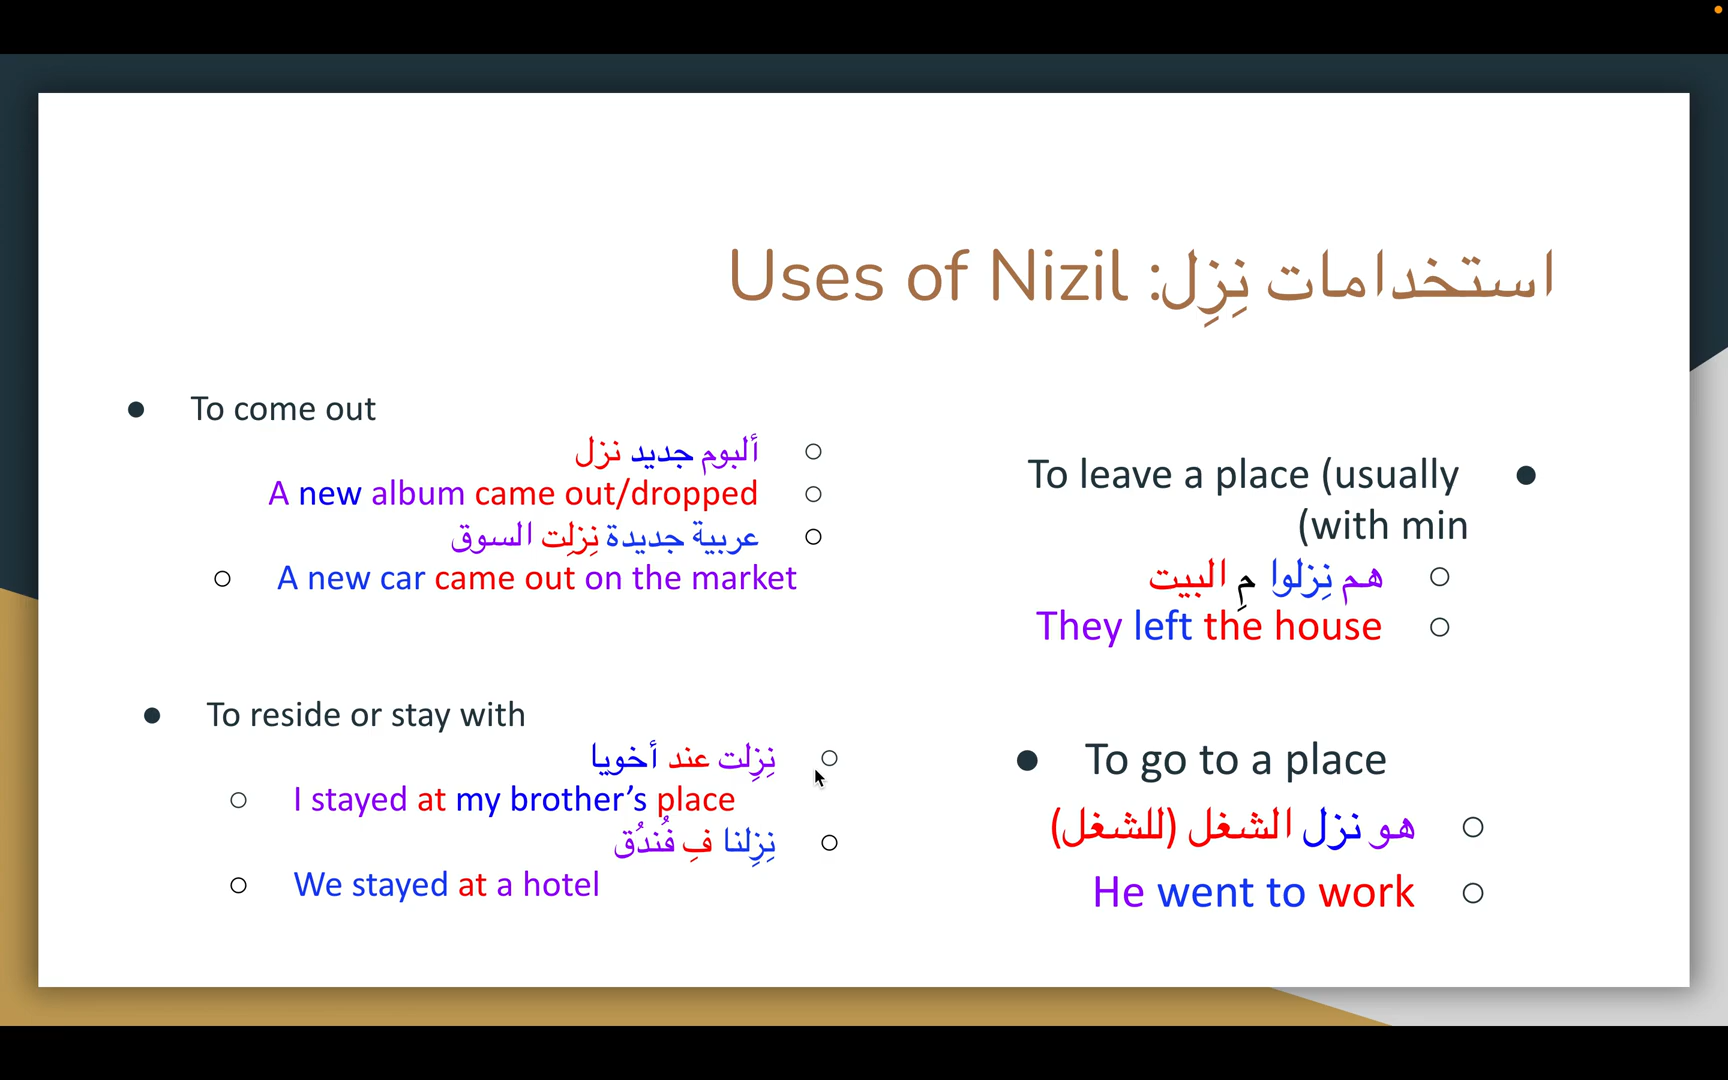 استخدامات نِزِل: Uses of Nizil
● To come out
○ ألبوم جديد نزل
○ A new album came out/dropped
○ عربية جديدة نِزلِت السوق
○ A new car came out on the market
● To reside or stay with
○ نِزِلت عند أخويا
○ I stayed at my brother’s place
○ نِزِلنا فِ فُندُق
○ We stayed at a hotel
● To leave a place (usually
with min)
○ هم نِزلوا مِ البيت
○ They left the house
● To go to a place
○ هو نزل الشغل (للشغل)
○ He went to work